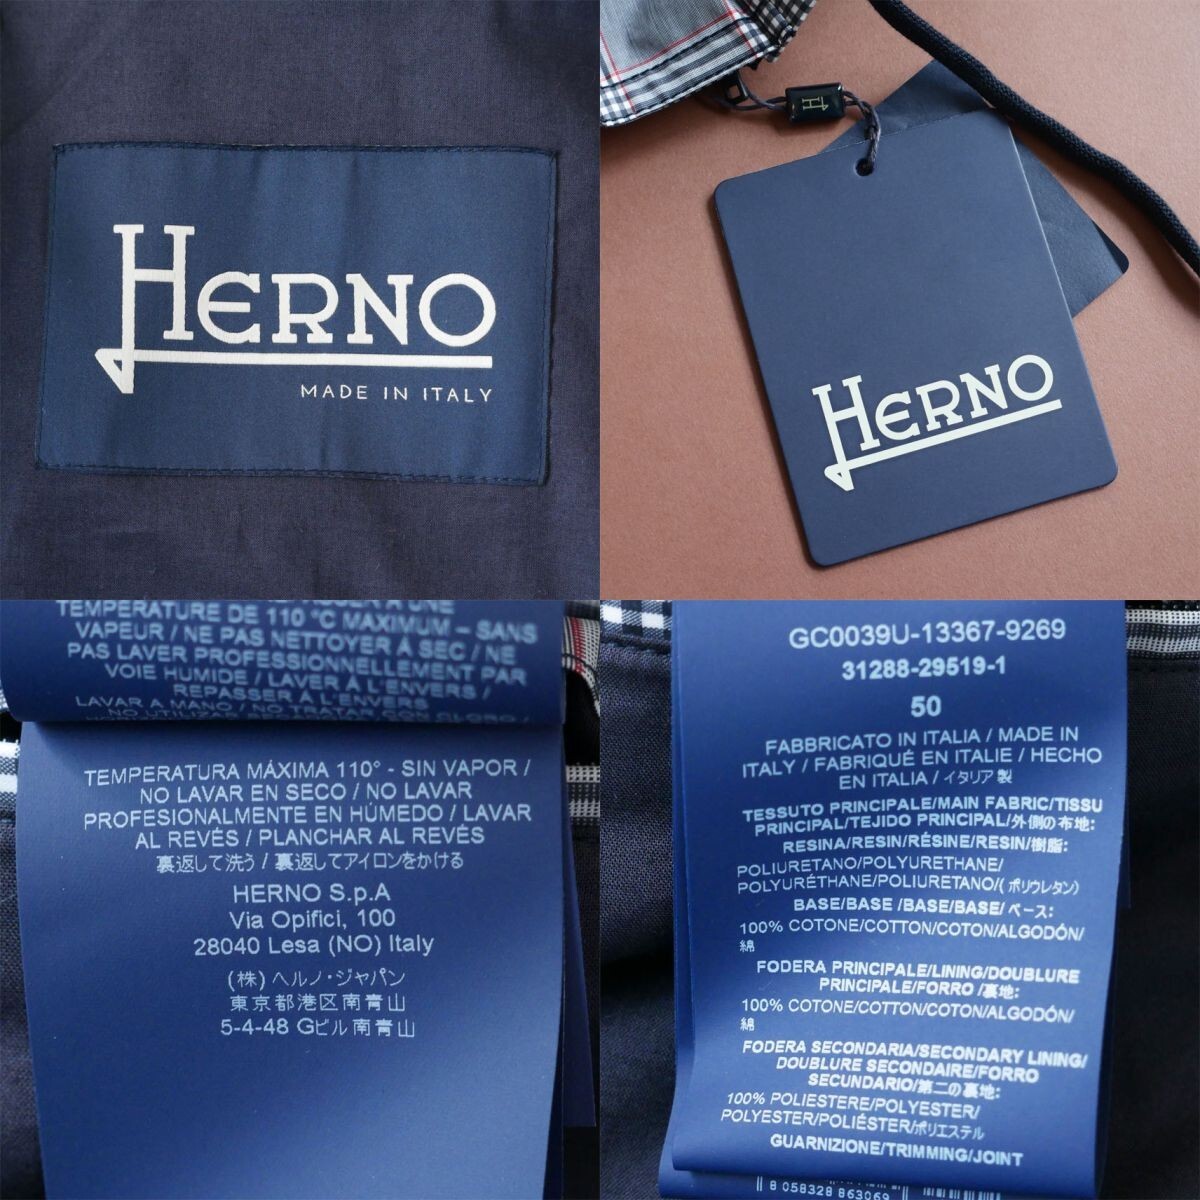 HERNO
MADE IN ITALY
HERNO
TEMPERATURE DE 110 °C MAXIMUM – SANS
VAPEUR / NE PAS NETTOYER À SEC / NE
PAS LAVER PROFESSIONNELLEMENT PAR
VOIE HUMIDE / LAVER À L'ENVERS /
REPASSER À L'ENVERS
LAVAR A MANO / NO TRATAR CON CLORO /
TEMPERATURA MÁXIMA 110° - SIN VAPOR /
NO LAVAR EN SECO / NO LAVAR
PROFESIONALMENTE EN HÚMEDO / LAVAR
AL REVÉS / PLANCHAR AL REVÉS
裏返して洗う / 裏返してアイロンをかける
HERNO S.p.A
Via Opifici, 100
28040 Lesa (NO) Italy
(株) ヘルノ・ジャパン
東京都港区南青山
5-4-48 Gビル南青山
GC0039U-13367-9269
31288-29519-1
50
FABBRICATO IN ITALIA / MADE IN
ITALY / FABRIQUÉ EN ITALIE / HECHO
EN ITALIA / イタリア製
TESSUTO PRINCIPALE/MAIN FABRIC/TISSU
PRINCIPAL/TEJIDO PRINCIPAL/外側の布地:
RESINA/RESIN/RÉSINE/RESIN/樹脂:
POLIURETANO/POLYURETHANE/
POLYURÉTHANE/POLIURETANO/( ポリウレタン)
BASE/BASE /BASE/BASE/ ベース:
100% COTONE/COTTON/COTON/ALGODÓN/
綿
FODERA PRINCIPALE/LINING/DOUBLURE
PRINCIPALE/FORRO /裏地:
100% COTONE/COTTON/COTON/ALGODÓN/
綿
FODERA SECONDARIA/SECONDARY LINING/
DOUBLURE SECONDAIRE/FORRO
SECUNDARIO/第二の裏地:
100% POLIESTERE/POLYESTER/
POLYESTER/POLIÉSTER/ポリエステル
GUARNIZIONE/TRIMMING/JOINT
8 058328 863069